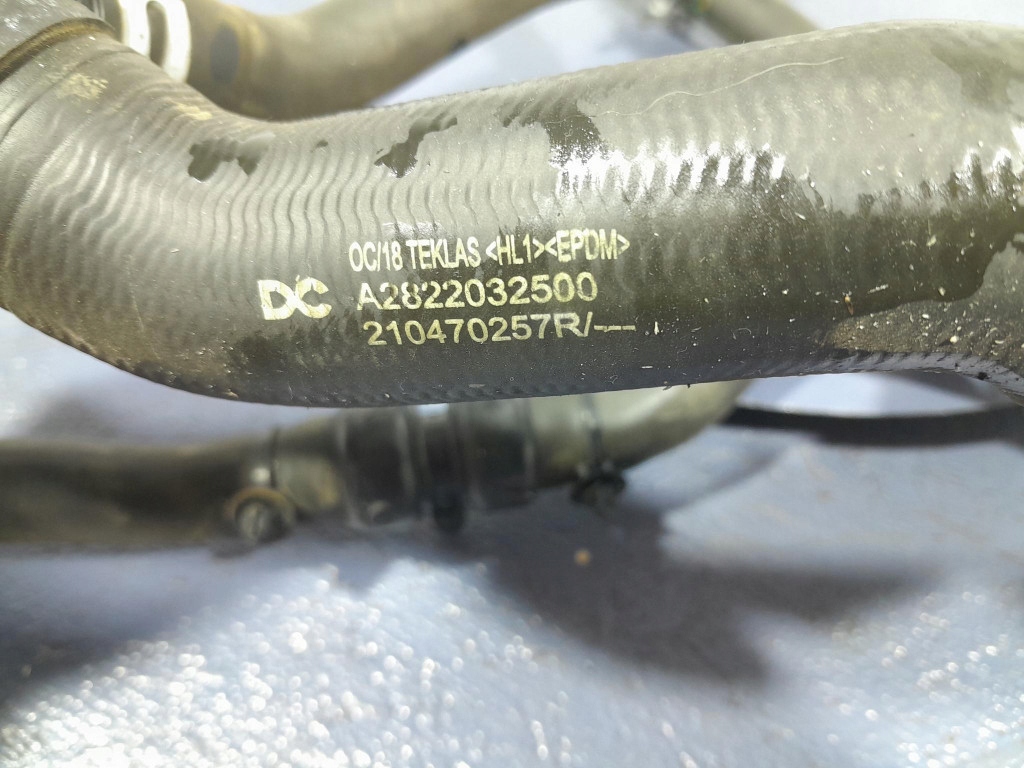 OC/18 TEKLAS <HL1><EPDM>
DC A2822032500
210470257R/---